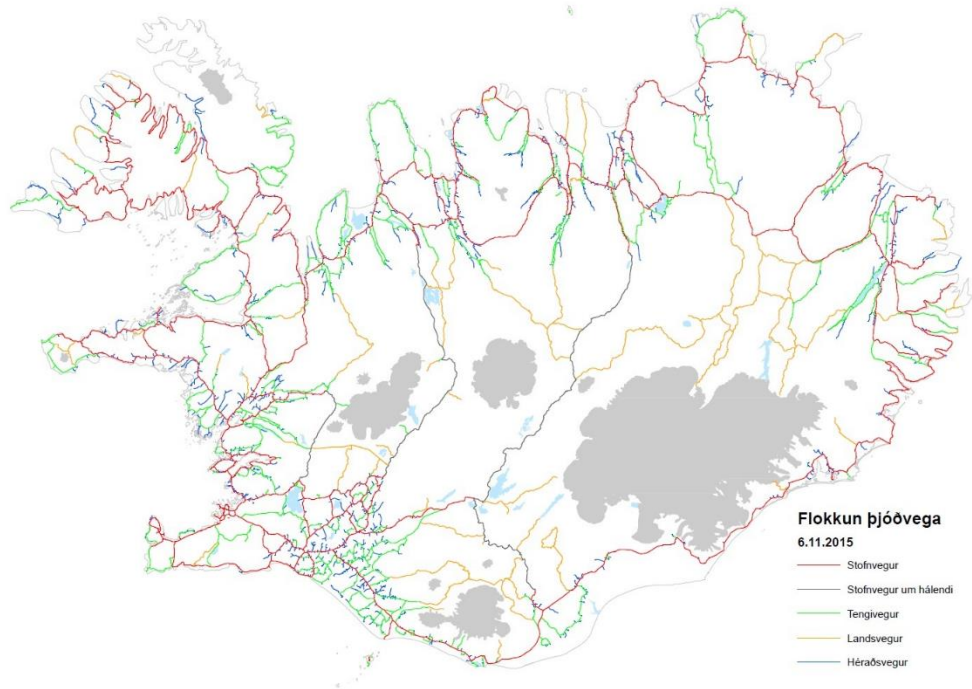 Flokkun þjóðvega
6.11.2015
Stofnvegur
Stofnvegur um hálendi
Tengivegur
Landsvegur
Héraðsvegur